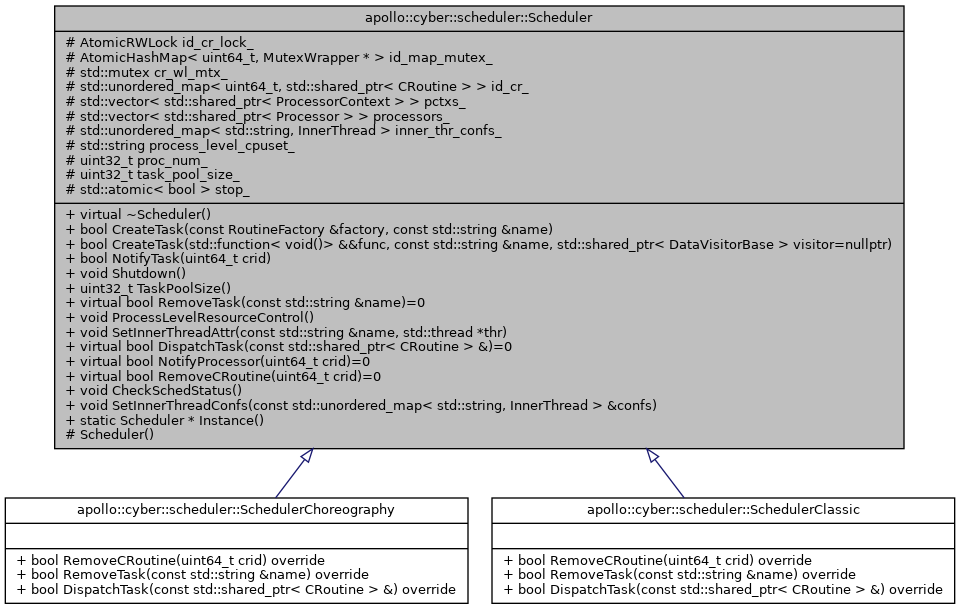 apollo::cyber::scheduler::Scheduler
# AtomicRWLock id_cr_lock_
# AtomicHashMap< uint64_t, MutexWrapper * > id_map_mutex_
# std::mutex cr_wl_mtx_
# std::unordered_map< uint64_t, std::shared_ptr< CRoutine > > id_cr_
# std::vector< std::shared_ptr< ProcessorContext > > pctxs_
# std::vector< std::shared_ptr< Processor > > processors_
# std::unordered_map< std::string, InnerThread > inner_thr_confs_
# std::string process_level_cpuset_
# uint32_t proc_num_
# uint32_t task_pool_size_
# std::atomic< bool > stop_
+ virtual ~Scheduler()
+ bool CreateTask(const RoutineFactory &factory, const std::string &name)
+ bool CreateTask(std::function< void()> &&func, const std::string &name, std::shared_ptr< DataVisitorBase > visitor=nullptr)
+ bool NotifyTask(uint64_t crid)
+ void Shutdown()
+ uint32_t TaskPoolSize()
+ virtual bool RemoveTask(const std::string &name)=0
+ void ProcessLevelResourceControl()
+ void SetInnerThreadAttr(const std::string &name, std::thread *thr)
+ virtual bool DispatchTask(const std::shared_ptr< CRoutine > &)=0
+ virtual bool NotifyProcessor(uint64_t crid)=0
+ virtual bool RemoveCRoutine(uint64_t crid)=0
+ void CheckSchedStatus()
+ void SetInnerThreadConfs(const std::unordered_map< std::string, InnerThread > &confs)
+ static Scheduler * Instance()
# Scheduler()
apollo::cyber::scheduler::SchedulerChoreography
+ bool RemoveCRoutine(uint64_t crid) override
+ bool RemoveTask(const std::string &name) override
+ bool DispatchTask(const std::shared_ptr< CRoutine > &) override
apollo::cyber::scheduler::SchedulerClassic
+ bool RemoveCRoutine(uint64_t crid) override
+ bool RemoveTask(const std::string &name) override
+ bool DispatchTask(const std::shared_ptr< CRoutine > &) override